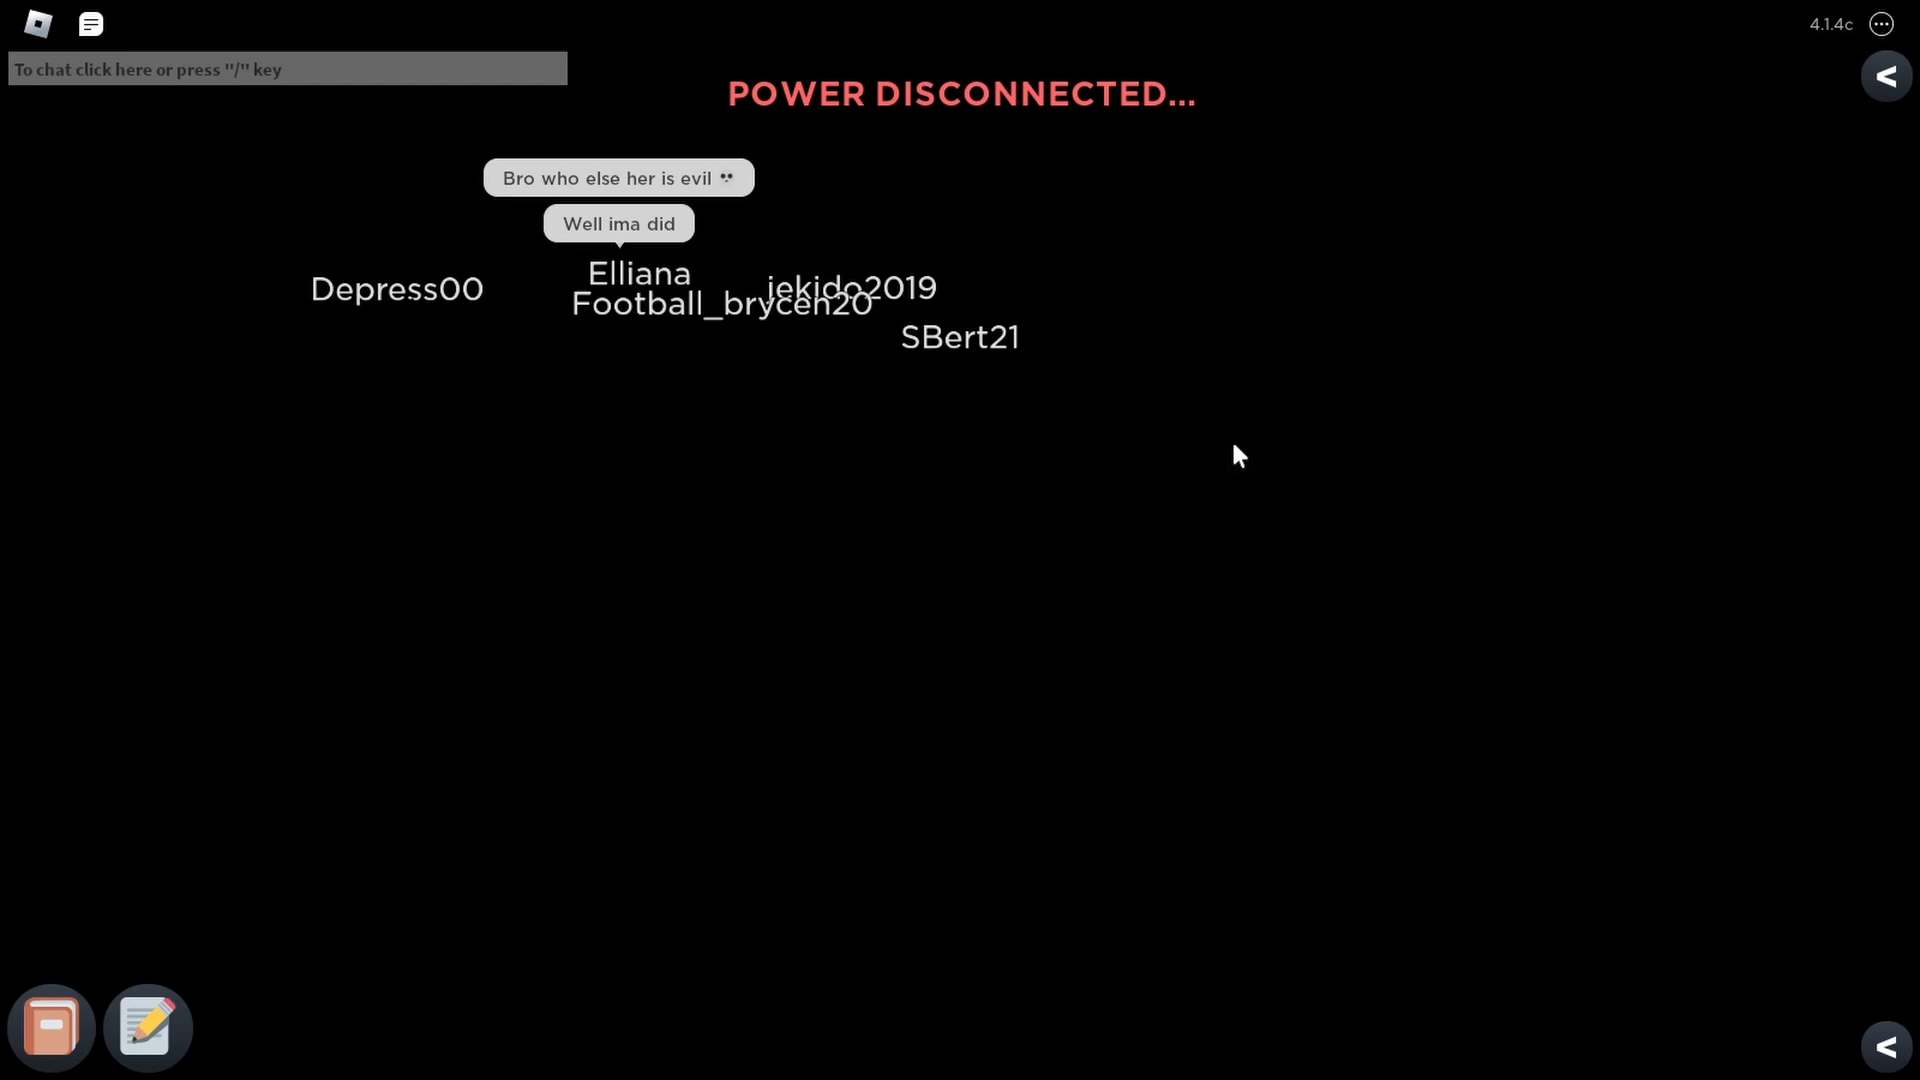 4.1.4c
To chat click here or press "/" key
POWER DISCONNECTED...
Bro who else her is evil 💀
Well ima did
Elliana
Depress00
jekido2019
Football_brycen20
SBert21